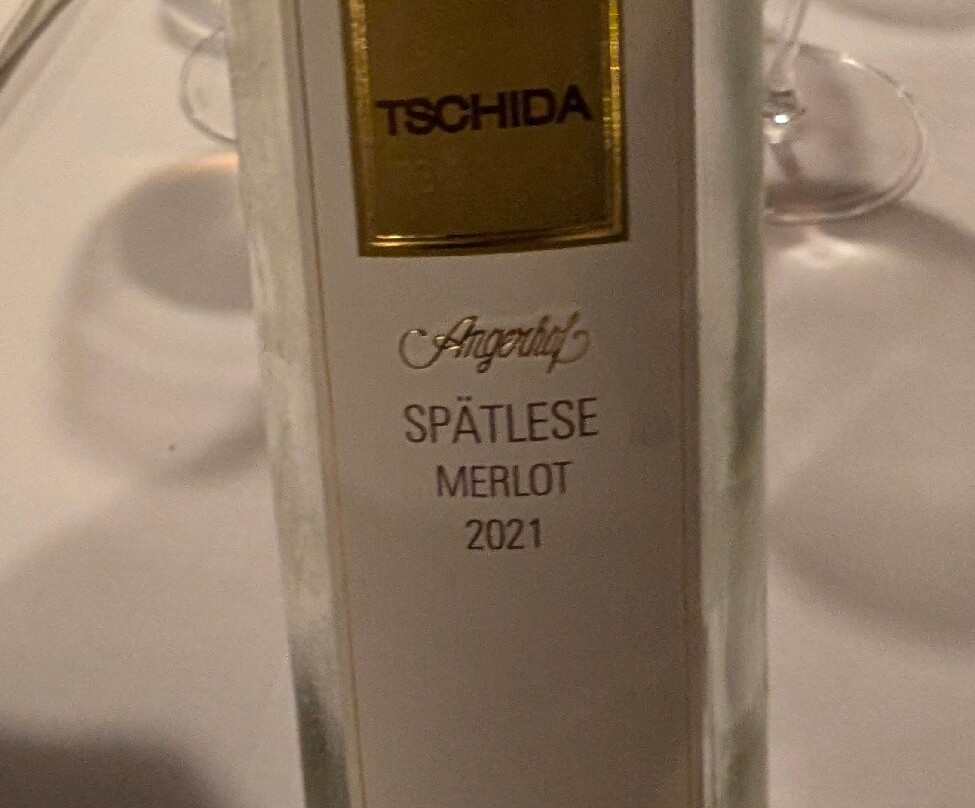 TSCHIDA
Angerhof
SPÄTLESE
MERLOT
2021